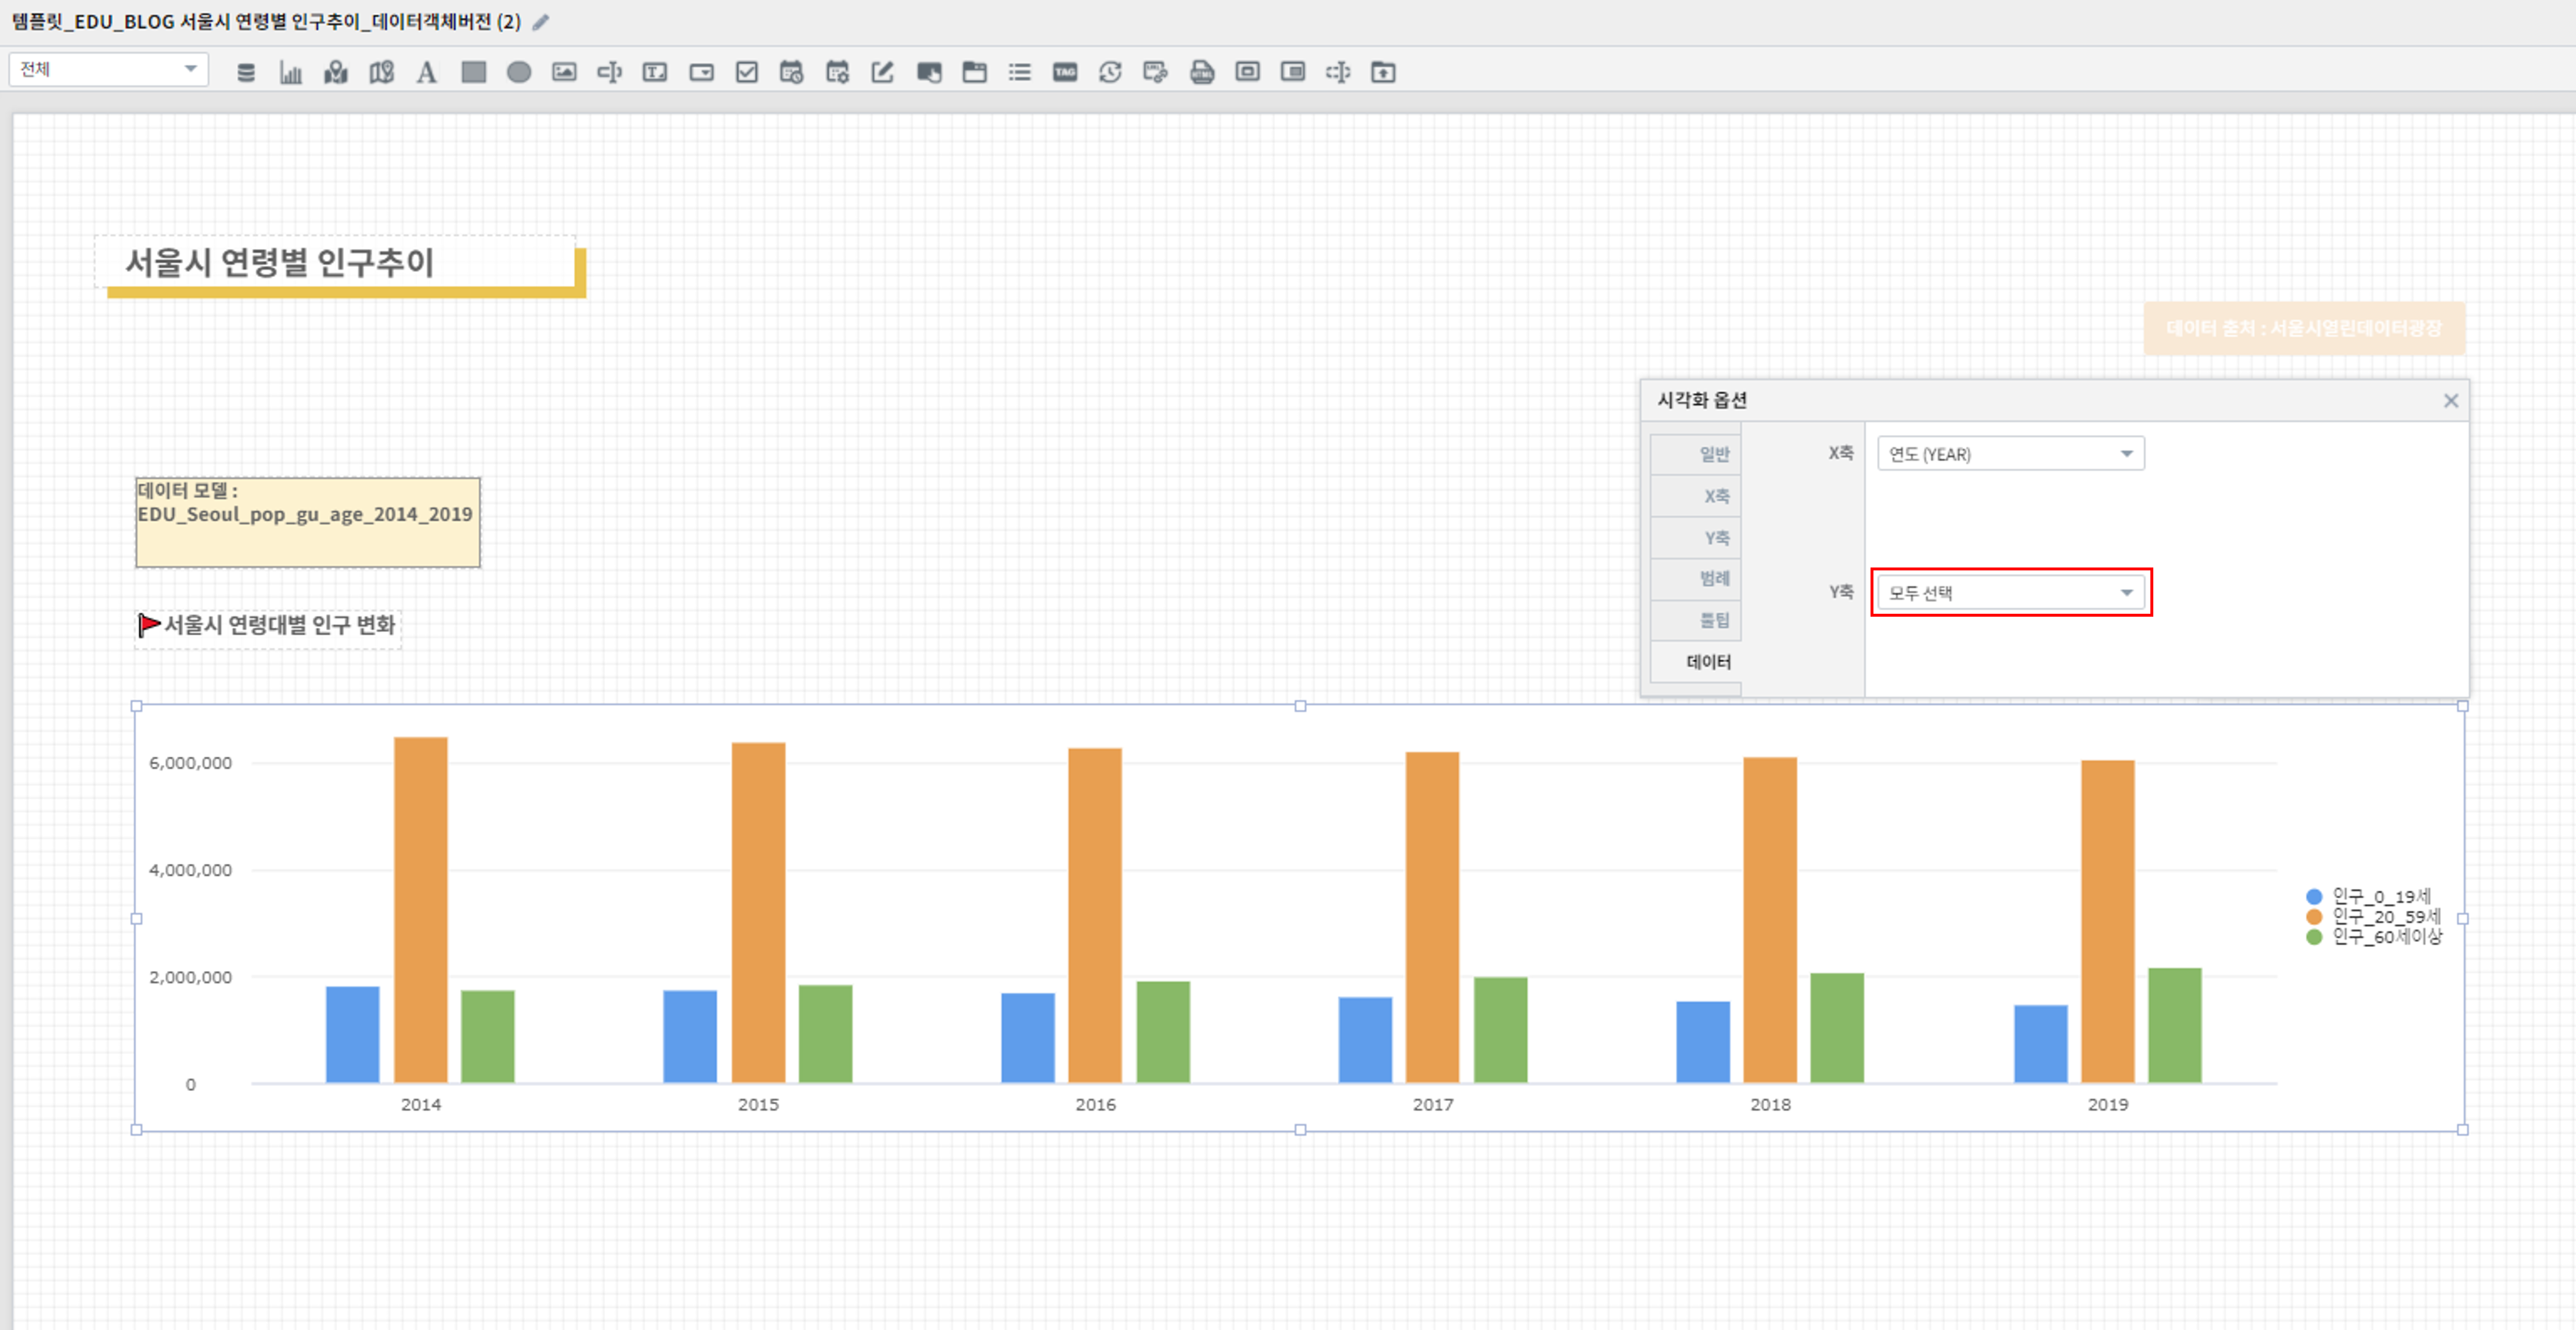 템플릿_EDU_BLOG 서울시 연령별 인구추이_데이터객체버전 (2)
전체
A
T
TAG
URL
HTML
서울시 연령별 인구추이
데이터 출처 : 서울시열린데이터광장
시각화 옵션
일반
X축
Y축
범례
툴팁
데이터
X축
연도 (YEAR)
Y축
모두 선택
데이터 모델 :
EDU_Seoul_pop_gu_age_2014_2019
서울시 연령대별 인구 변화
6,000,000
4,000,000
2,000,000
0
2014
2015
2016
2017
2018
2019
인구_0_19세
인구_20_59세
인구_60세이상